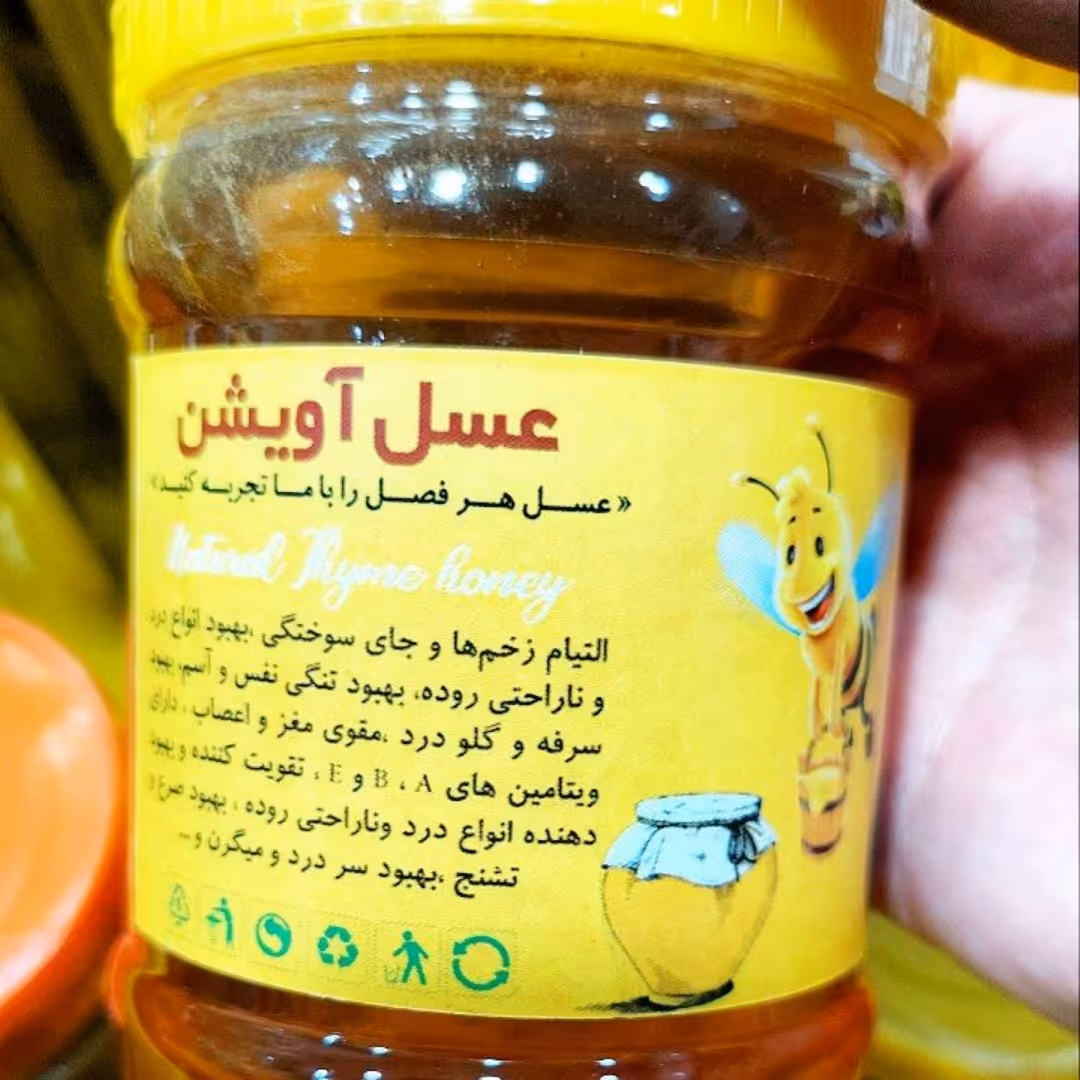 عسل آویشن
« عسل هر فصل را با ما تجربه کنید»
Natural Thyme honey
التیام زخم‌ها و جای سوختگی ،بهبود انواع درد
و ناراحتی روده، بهبود تنگی نفس و آسم، بهبود
سرفه و گلو درد ،مقوی مغز و اعصاب ، دارای
ویتامین های A ، B و E ، تقویت کننده و بهبود
دهنده انواع درد وناراحتی روده ، بهبود صرع و
تشنج ،بهبود سر درد و میگرن و...